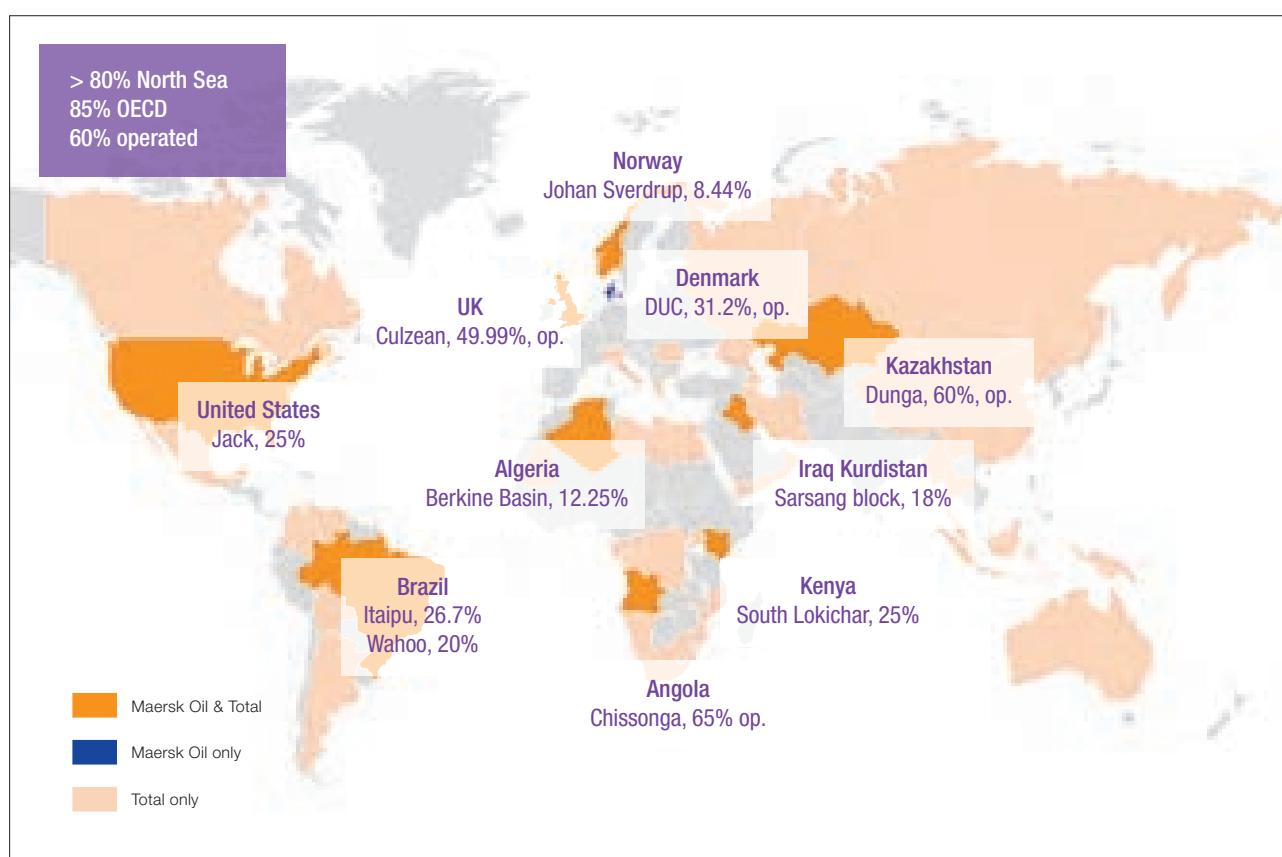 > 80% North Sea
85% OECD
60% operated
Norway
Johan Sverdrup, 8.44%
Denmark
DUC, 31.2%, op.
UK
Culzean, 49.99%, op.
Kazakhstan
Dunga, 60%, op.
United States
Jack, 25%
Algeria
Berkine Basin, 12.25%
Iraq Kurdistan
Sarsang block, 18%
Brazil
Itaipu, 26.7%
Wahoo, 20%
Kenya
South Lokichar, 25%
Angola
Chissonga, 65% op.
Maersk Oil & Total
Maersk Oil only
Total only